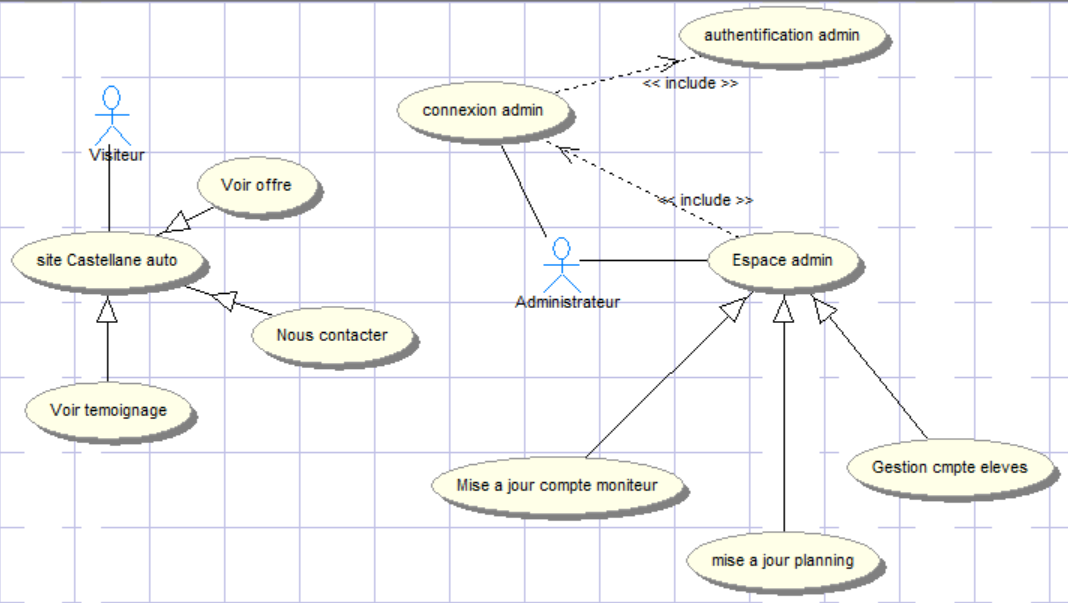 authentification admin
<< include >>
connexion admin
Visiteur
Voir offre
<< include >>
site Castellane auto
Espace admin
Administrateur
Nous contacter
Voir temoignage
Gestion cmpte eleves
Mise a jour compte moniteur
mise a jour planning